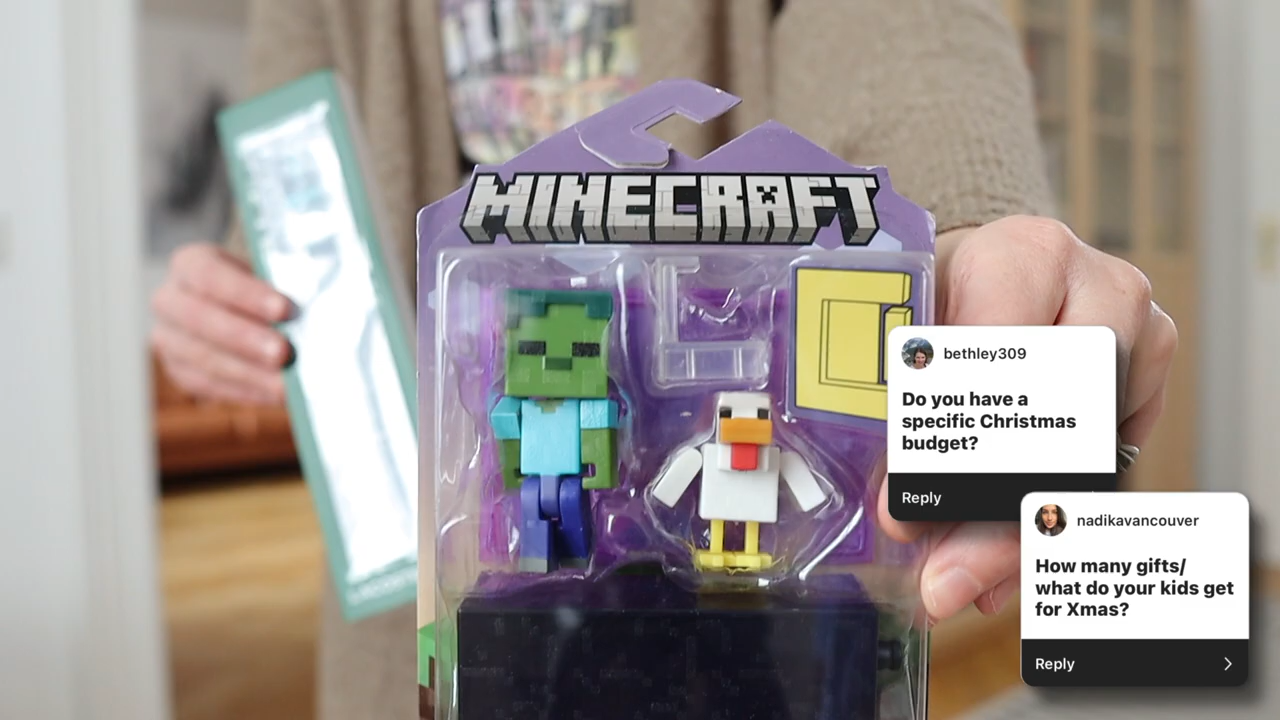 MINECRAFT
bethley309
Do you have a
specific Christmas
budget?
Reply
nadikavancouver
How many gifts/
what do your kids get
for Xmas?
Reply